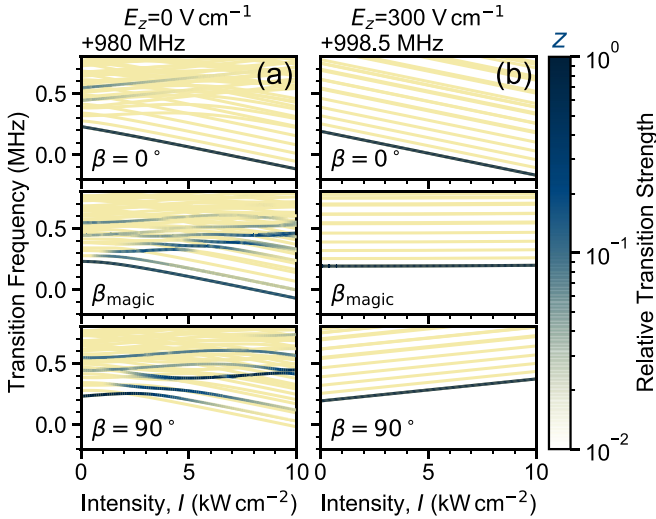 E_z=0 V cm⁻¹ E_z=300 V cm⁻¹
+980 MHz +998.5 MHz z
(a) (b) 10⁰
0.5
0.0
β = 0° β = 0°
Transition Frequency (MHz)
0.5
0.0
β_magic β_magic
10⁻¹
Relative Transition Strength
0.5
0.0
β = 90° β = 90°
10⁻²
0 5 10 0 5 10
Intensity, I (kW cm⁻²) Intensity, I (kW cm⁻²)